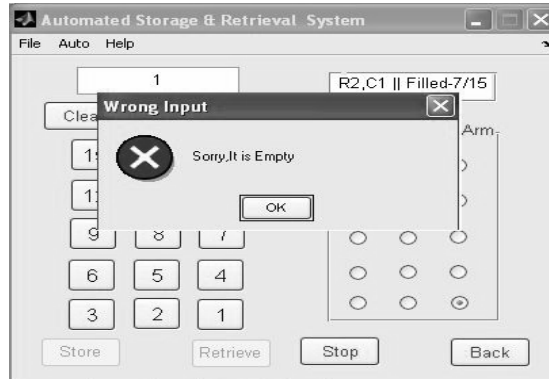 Automated Storage & Retrieval System
File Auto Help
1
R2,C1 || Filled-7/15
Wrong Input
Clea
Arm
Sorry,It is Empty
OK
9 8 7
6 5 4
3 2 1
Store Retrieve Stop Back